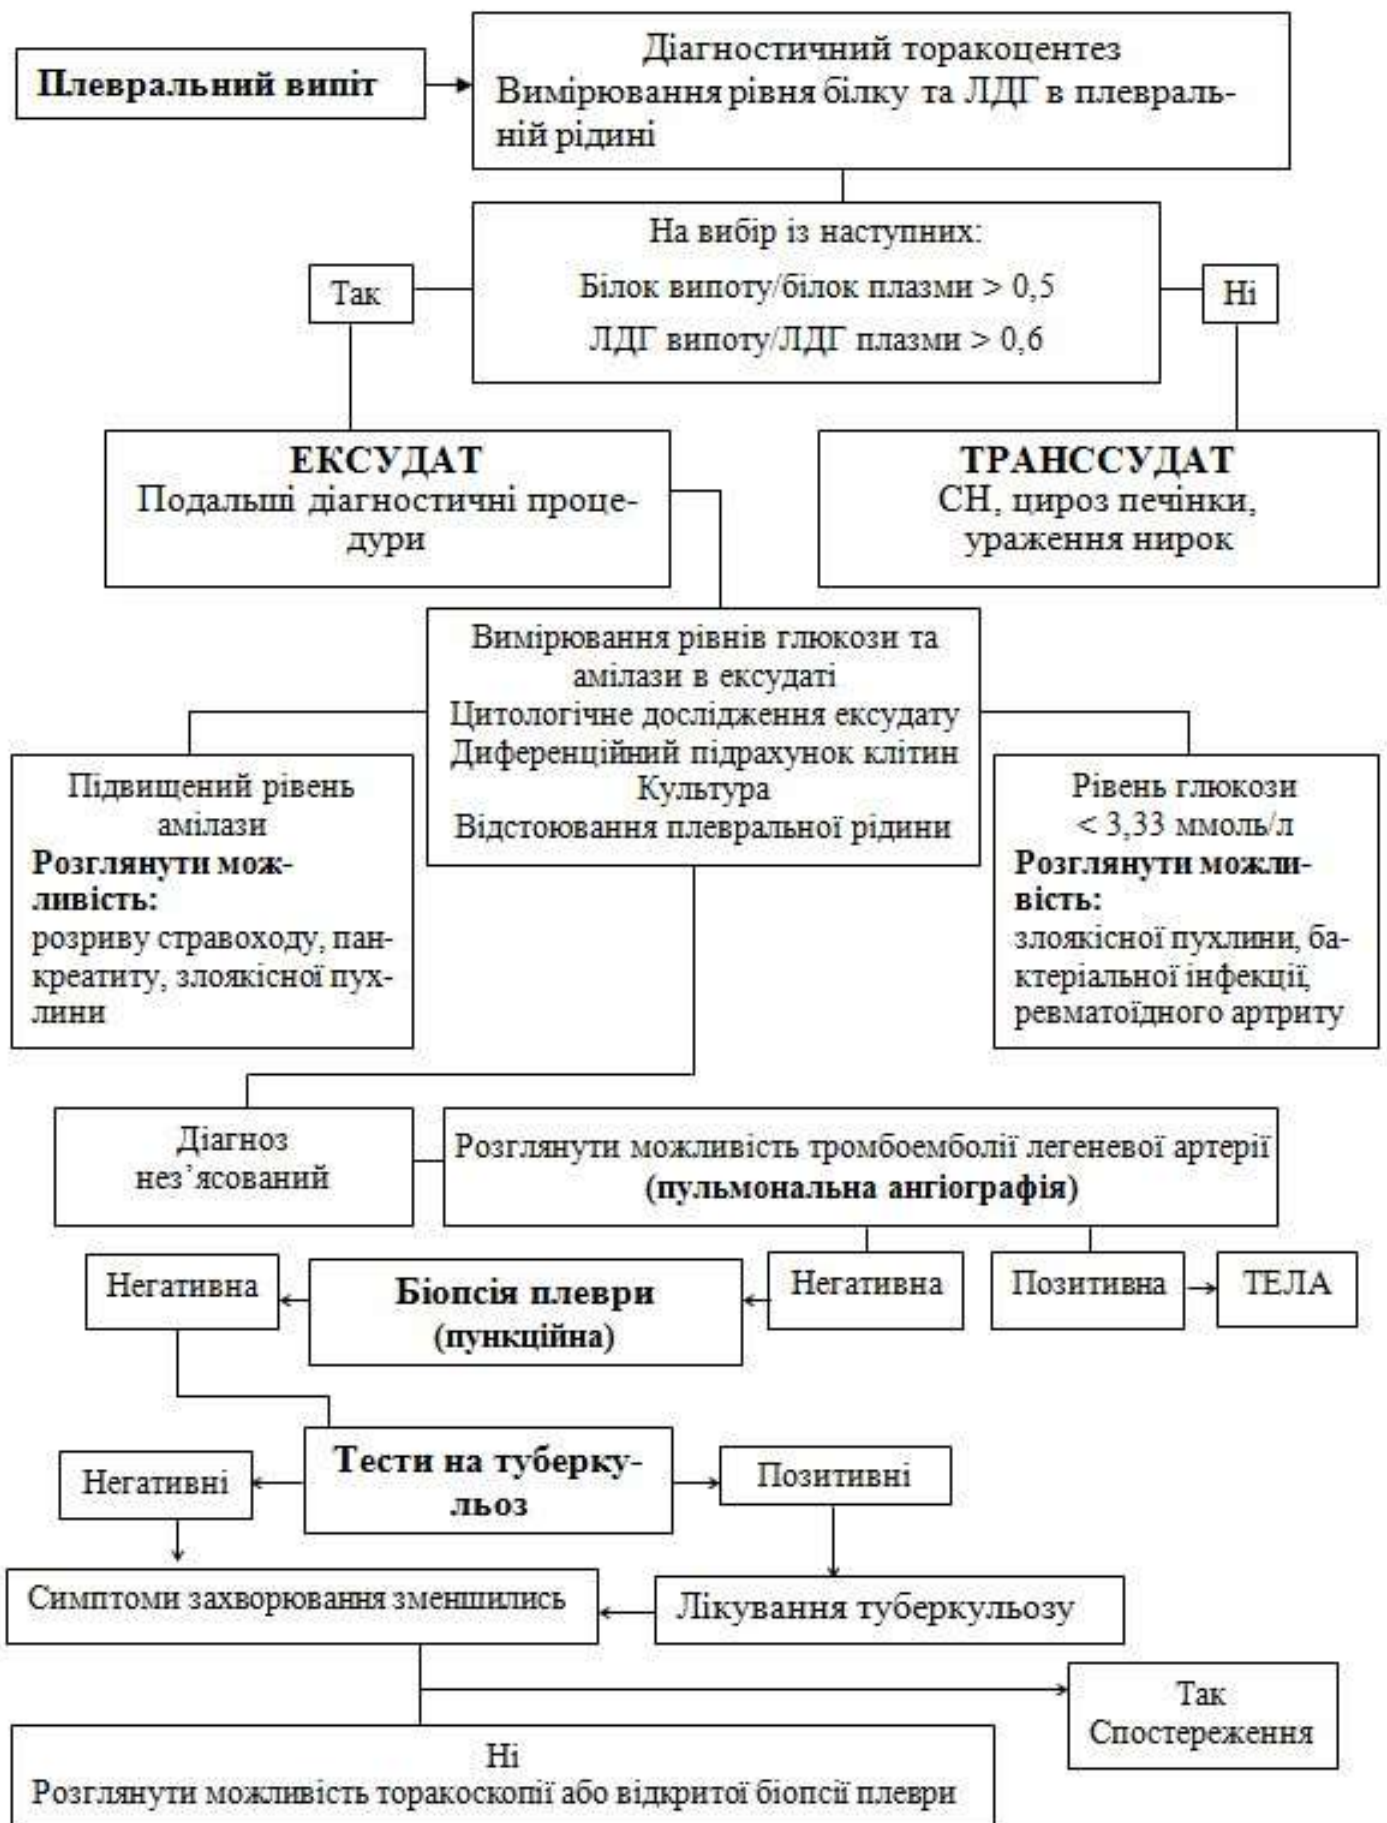 Плевральний випіт
Діагностичний торакоцентез
Вимірювання рівня білку та ЛДГ в плевраль-
ній рідині
На вибір із наступних:
Так
Білок випоту/білок плазми > 0,5
Ні
ЛДГ випоту/ЛДГ плазми > 0,6
ЕКСУДАТ
Подальші діагностичні проце-
дури
ТРАНССУДАТ
СН, цироз печінки,
ураження нирок
Вимірювання рівнів глюкози та
амілази в ексудаті
Цитологічне дослідження ексудату
Диференційний підрахунок клітин
Культура
Відстоювання плевральної рідини
Підвищений рівень
амілази
Розглянути мож-
ливість:
розриву стравоходу, пан-
креатиту, злоякісної пух-
лини
Рівень глюкози
< 3,33 ммоль/л
Розглянути можли-
вість:
злоякісної пухлини, ба-
ктеріальної інфекції,
ревматоїдного артриту
Діагноз
нез’ясований
Розглянути можливість тромбоемболії легеневої артерії
(пульмональна ангіографія)
Негативна
Біопсія плеври
(пункційна)
Негативна
Позитивна
ТЕЛА
Негативні
Тести на туберку-
льоз
Позитивні
Симптоми захворювання зменшились
Лікування туберкульозу
Так
Спостереження
Ні
Розглянути можливість торакоскопії або відкритої біопсії плеври